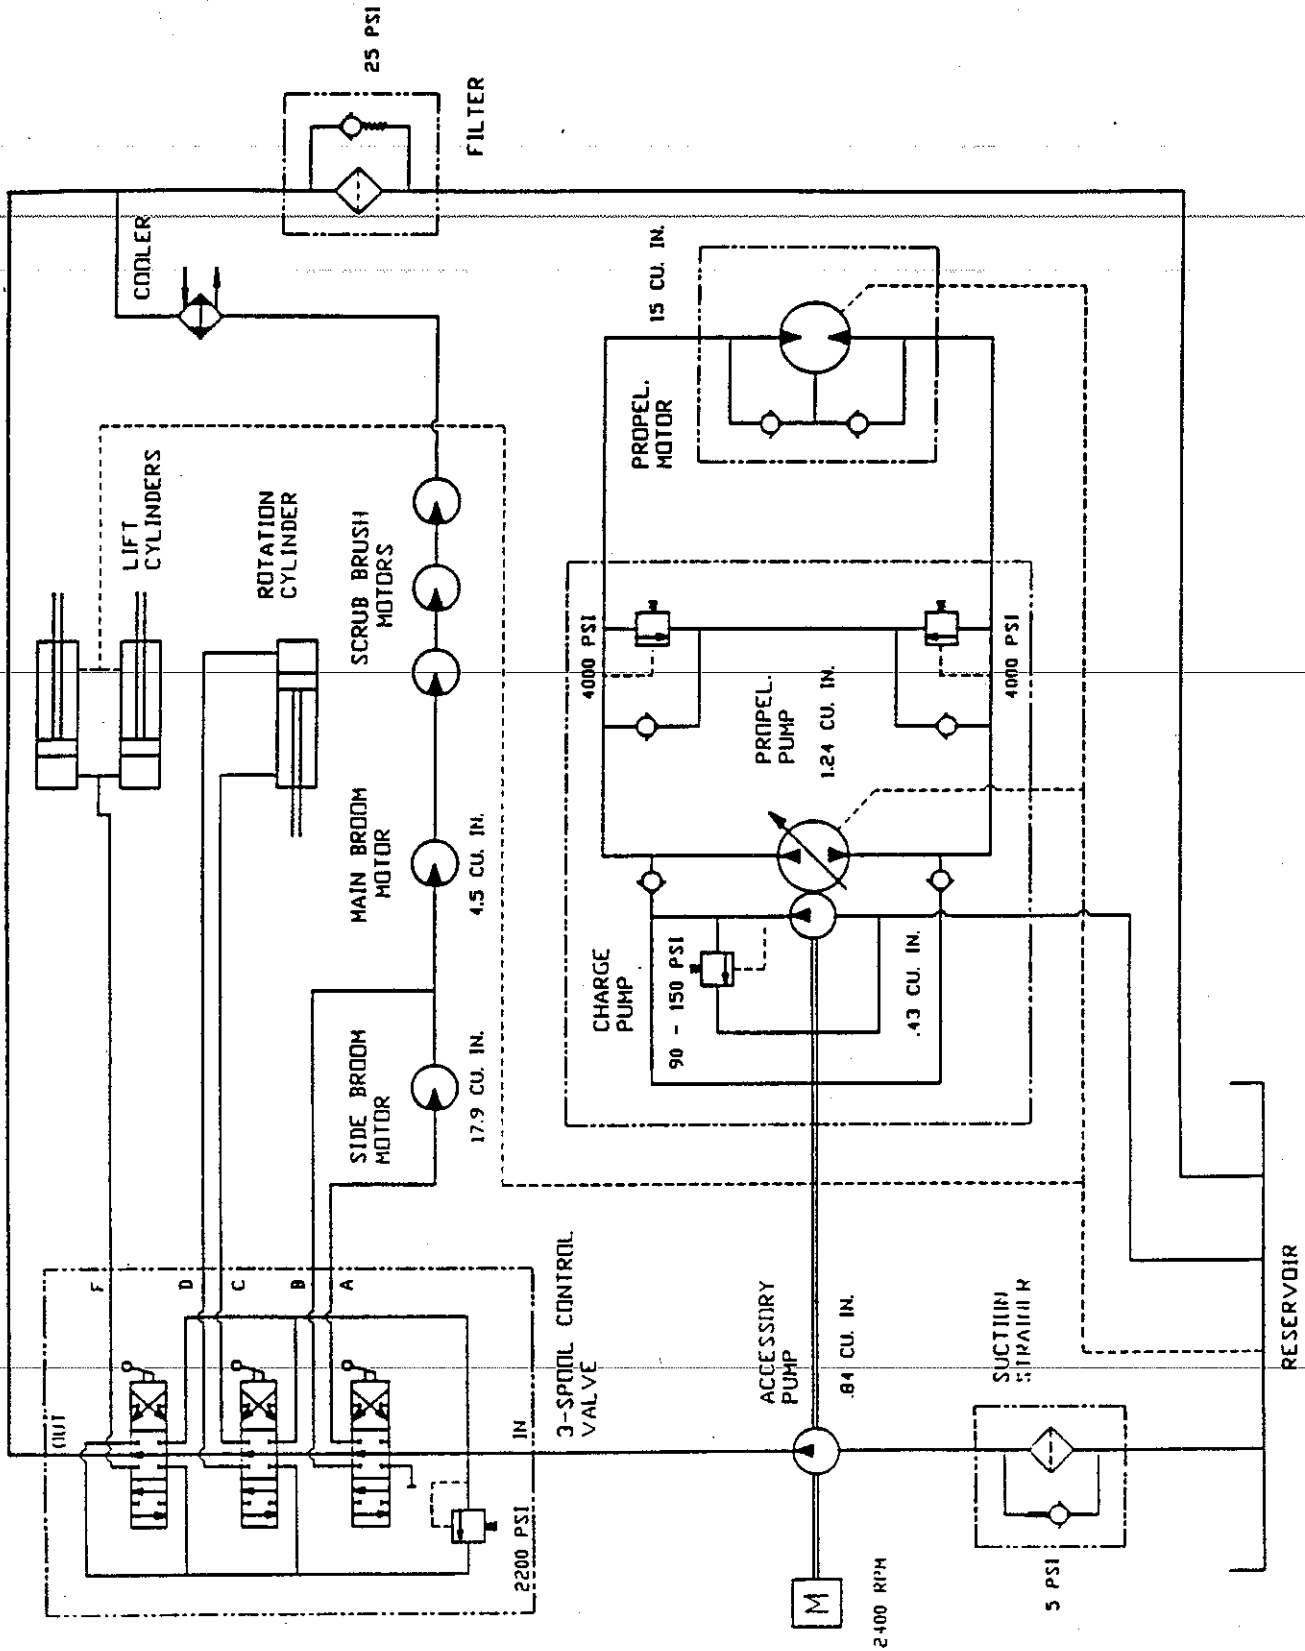 OUT
F
D
C
B
A
IN
2200 PSI
3-SPOOL CONTROL
VALVE
LIFT
CYLINDERS
ROTATION
CYLINDER
COOLER
25 PSI
FILTER
SIDE BROOM
MOTOR
17.9 CU. IN.
MAIN BROOM
MOTOR
4.5 CU. IN.
SCRUB BRUSH
MOTORS
CHARGE
PUMP
90 - 150 PSI
.43 CU. IN.
4000 PSI
PROPEL.
PUMP
1.24 CU. IN.
4000 PSI
PROPEL.
MOTOR
15 CU. IN.
M
2400 RPM
ACCESSORY
PUMP
.84 CU. IN.
SUCTION
STRAINER
5 PSI
RESERVOIR